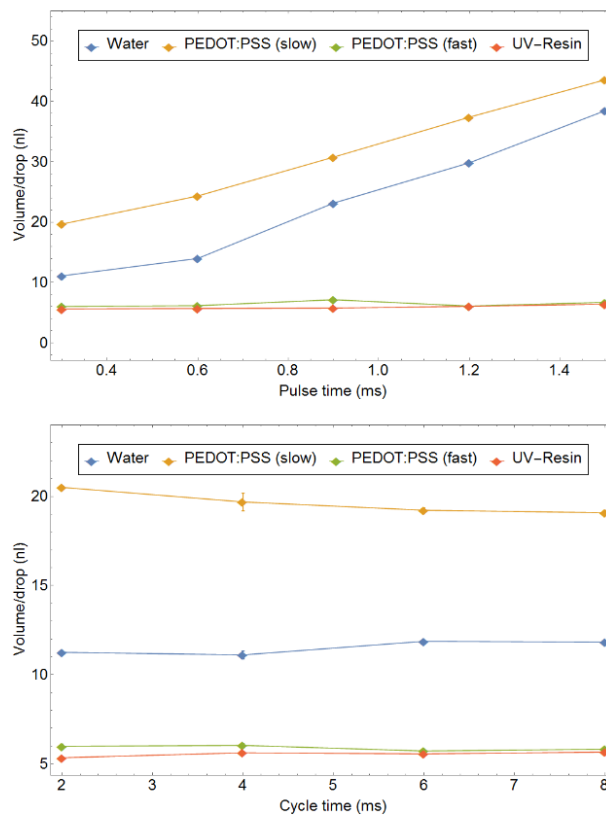 50
Water PEDOT:PSS (slow) PEDOT:PSS (fast) UV-Resin
40
30
20
10
0
Volume/drop (nl)
0.4 0.6 0.8 1.0 1.2 1.4
Pulse time (ms)
Water PEDOT:PSS (slow) PEDOT:PSS (fast) UV-Resin
20
15
10
5
Volume/drop (nl)
2 3 4 5 6 7 8
Cycle time (ms)